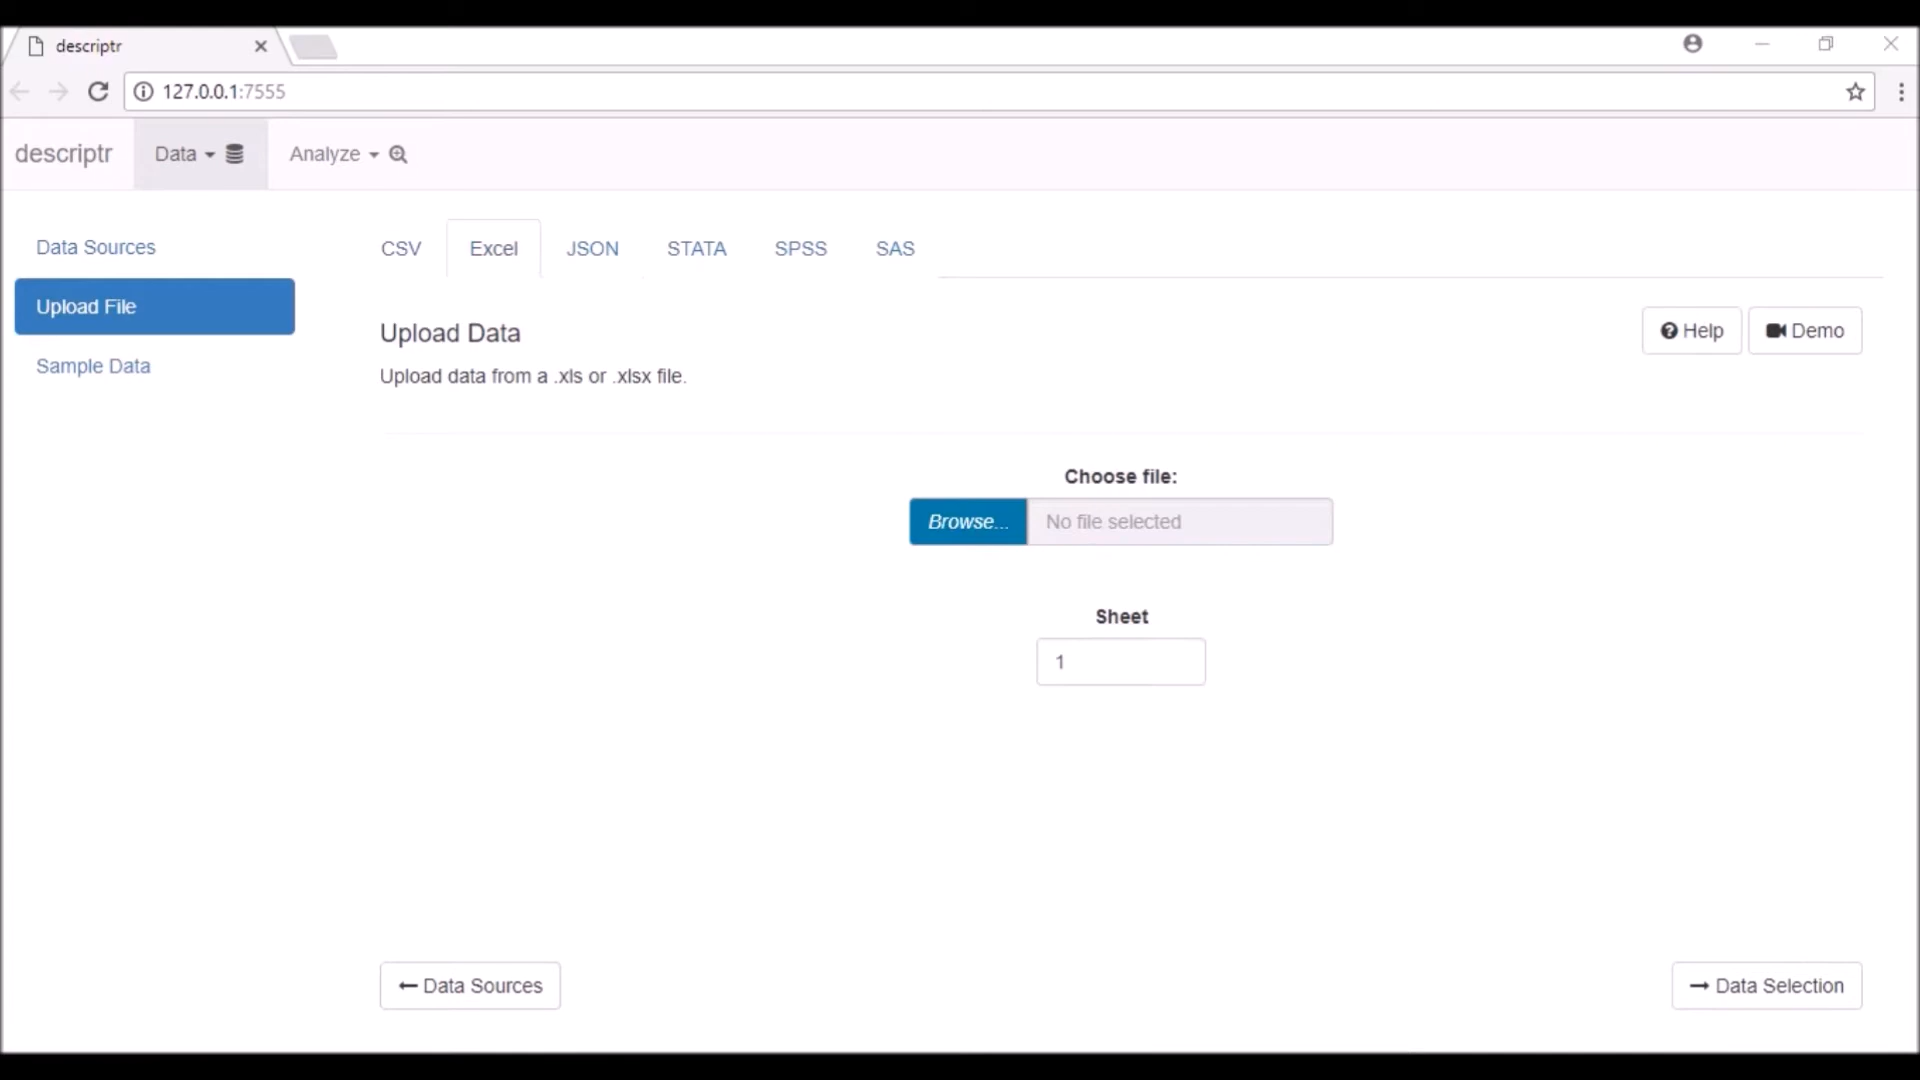 descriptr
127.0.0.1:7555
descriptr Data Analyze
Data Sources
Upload File
Sample Data
CSV Excel JSON STATA SPSS SAS
Upload Data
Upload data from a .xls or .xlsx file.
Help Demo
Choose file:
Browse... No file selected
Sheet
1
Data Sources
Data Selection